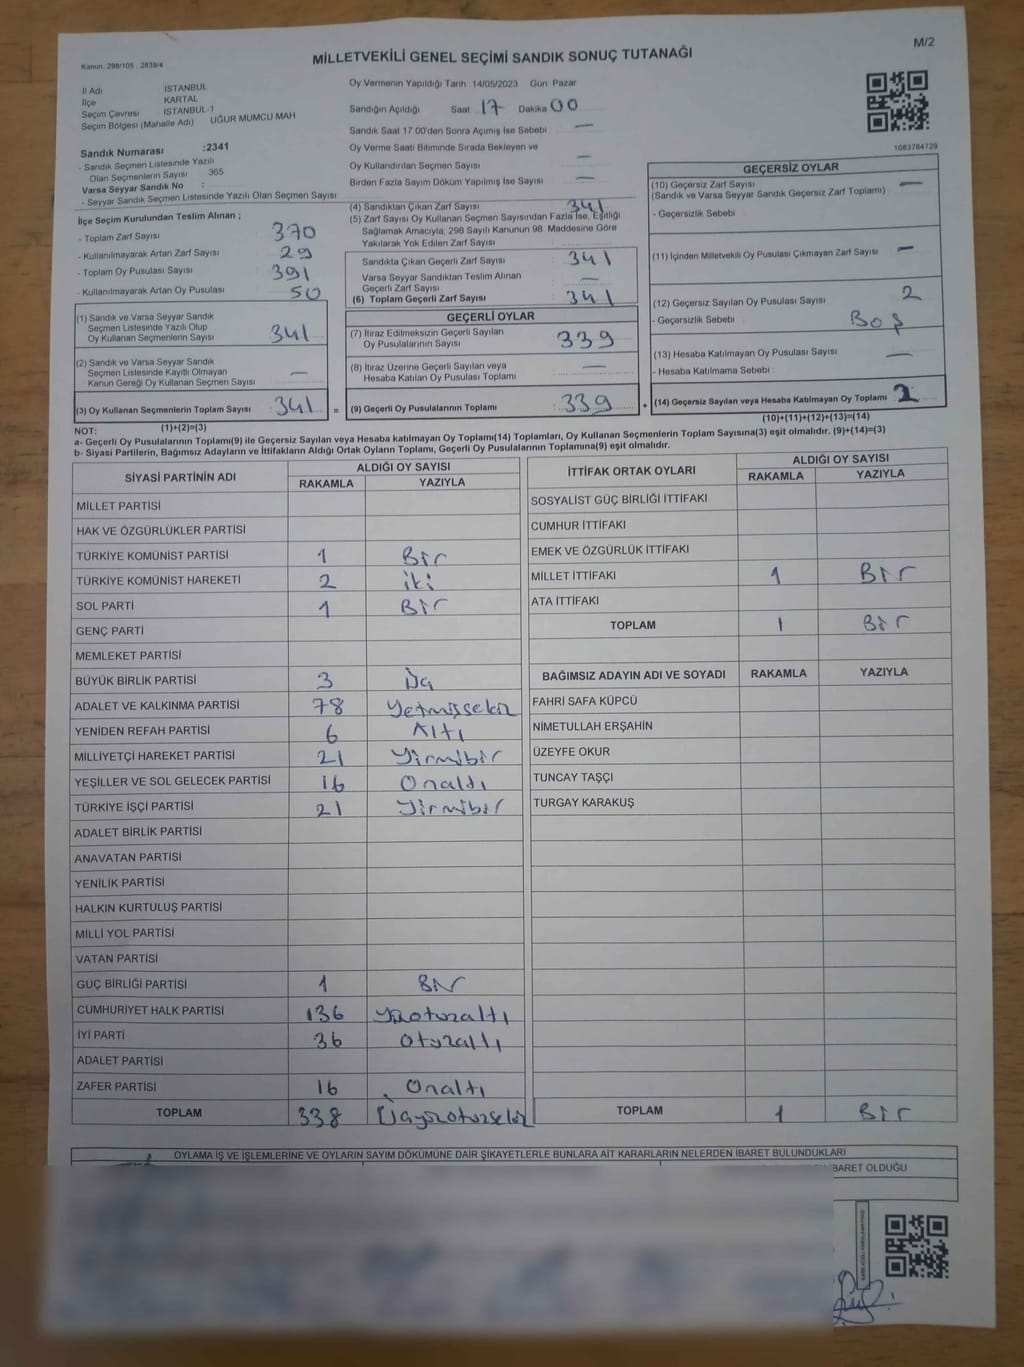 M/2
Kanun: 298/105 , 2839/4
MİLLETVEKİLİ GENEL SEÇİMİ SANDIK SONUÇ TUTANAĞI
İl Adı İSTANBUL
İlçe KARTAL
Seçim Çevresi İSTANBUL 1
Seçim Bölgesi (Mahalle Adı) UĞUR MUMCU MAH
Sandık Numarası :2341
- Sandık Seçmen Listesinde Yazılı
Olan Seçmenlerin Sayısı 365
Varsa Seyyar Sandık No :
- Seyyar Sandık Seçmen Listesinde Yazılı Olan Seçmen Sayısı
Oy Vermenin Yapıldığı Tarih 14/05/2023 Gün: Pazar
Sandığın Açıldığı Saat: 17 Dakika 00
Sandık Saat 17.00'den Sonra Açımış İse Sebebi —
Oy Verme Saati Bitiminde Sırada Bekleyen ve
Oy Kullandırılan Seçmen Sayısı —
Birden Fazla Sayım Döküm Yapılmış İse Sayısı —
1083784729
İlçe Seçim Kurulundan Teslim Alınan ;
- Toplam Zarf Sayısı 370
- Kullanılmayarak Artan Zarf Sayısı 29
- Toplam Oy Pusulası Sayısı 391
- Kullanılmayarak Artan Oy Pusulası 50
(4) Sandıktan Çıkan Zarf Sayısı 341
(5) Zarf Sayısı Oy Kullanan Seçmen Sayısından Fazla İse, Eşitliği
Sağlamak Amacıyla; 298 Sayılı Kanunun 98. Maddesine Göre
Yakılarak Yok Edilen Zarf Sayısı
Sandıkta Çıkan Geçerli Zarf Sayısı 341
Varsa Seyyar Sandıktan Teslim Alınan
Geçerli Zarf Sayısı —
(6) Toplam Geçerli Zarf Sayısı 341
GEÇERSİZ OYLAR
(10) Geçersiz Zarf Sayısı —
(Sandık ve Varsa Seyyar Sandık Geçersiz Zarf Toplamı)
- Geçersizlik Sebebi :
(11) İçinden Milletvekili Oy Pusulası Çıkmayan Zarf Sayısı —
(12) Geçersiz Sayılan Oy Pusulası Sayısı 2
- Geçersizlik Sebebi : Boş
(13) Hesaba Katılmayan Oy Pusulası Sayısı —
- Hesaba Katılmama Sebebi :
(14) Geçersiz Sayılan veya Hesaba Katılmayan Oy Toplamı 2
(10)+(11)+(12)+(13)=(14)
(1) Sandık ve Varsa Seyyar Sandık
Seçmen Listesinde Yazılı Olup
Oy Kullanan Seçmenlerin Sayısı 341
(2) Sandık ve Varsa Seyyar Sandık
Seçmen Listesinde Kayıtlı Olmayan
Kanun Gereği Oy Kullanan Seçmen Sayısı —
(3) Oy Kullanan Seçmenlerin Toplam Sayısı : 341 =
(1)+(2)=(3)
GEÇERLİ OYLAR
(7) İtiraz Edilmeksizin Geçerli Sayılan
Oy Pusulalarının Sayısı : 339
(8) İtiraz Üzerine Geçerli Sayılan veya
Hesaba Katılan Oy Pusulası Toplamı : —
(9) Geçerli Oy Pusulalarının Toplamı : 339 +
NOT:
a- Geçerli Oy Pusulalarının Toplamı(9) ile Geçersiz Sayılan veya Hesaba katılmayan Oy Toplamı(14) Toplamları, Oy Kullanan Seçmenlerin Toplam Sayısına(3) eşit olmalıdır. (9)+(14)=(3)
b- Siyasi Partilerin, Bağımsız Adayların ve İttifakların Aldığı Ortak Oyların Toplamı, Geçerli Oy Pusulalarının Toplamına(9) eşit olmalıdır.
SİYASİ PARTİNİN ADI ALDIĞI OY SAYISI
RAKAMLA YAZIYLA
MİLLET PARTİSİ
HAK VE ÖZGÜRLÜKLER PARTİSİ
TÜRKİYE KOMÜNİST PARTİSİ 1 Bir
TÜRKİYE KOMÜNİST HAREKETİ 2 iki
SOL PARTİ 1 Bir
GENÇ PARTİ
MEMLEKET PARTİSİ
BÜYÜK BİRLİK PARTİSİ 3 Üç
ADALET VE KALKINMA PARTİSİ 78 Yetmişsekiz
YENİDEN REFAH PARTİSİ 6 Altı
MİLLİYETÇİ HAREKET PARTİSİ 21 Yirmibir
YEŞİLLER VE SOL GELECEK PARTİSİ 16 Onaltı
TÜRKİYE İŞÇİ PARTİSİ 21 Yirmibir
ADALET BİRLİK PARTİSİ
ANAVATAN PARTİSİ
YENİLİK PARTİSİ
HALKIN KURTULUŞ PARTİSİ
MİLLİ YOL PARTİSİ
VATAN PARTİSİ
GÜÇ BİRLİĞİ PARTİSİ 1 Bir
CUMHURİYET HALK PARTİSİ 136 Yüzotuzaltı
İYİ PARTİ 36 otuzaltı
ADALET PARTİSİ
ZAFER PARTİSİ 16 Onaltı
TOPLAM 338 Üçyüzotuzsekiz
İTTİFAK ORTAK OYLARI ALDIĞI OY SAYISI
RAKAMLA YAZIYLA
SOSYALİST GÜÇ BİRLİĞİ İTTİFAKI
CUMHUR İTTİFAKI
EMEK VE ÖZGÜRLÜK İTTİFAKI
MİLLET İTTİFAKI 1 Bir
ATA İTTİFAKI
TOPLAM 1 Bir
BAĞIMSIZ ADAYIN ADI VE SOYADI RAKAMLA YAZIYLA
FAHRİ SAFA KÜPCÜ
NİMETULLAH ERŞAHİN
ÜZEYFE OKUR
TUNCAY TAŞÇI
TURGAY KARAKUŞ
TOPLAM 1 Bir
OYLAMA İŞ VE İŞLEMLERİNE VE OYLARIN SAYIM DÖKÜMÜNE DAİR ŞİKAYETLERLE BUNLARA AİT KARARLARIN NELERDEN İBARET BULUNDUKLARI
İBARET OLDUĞU